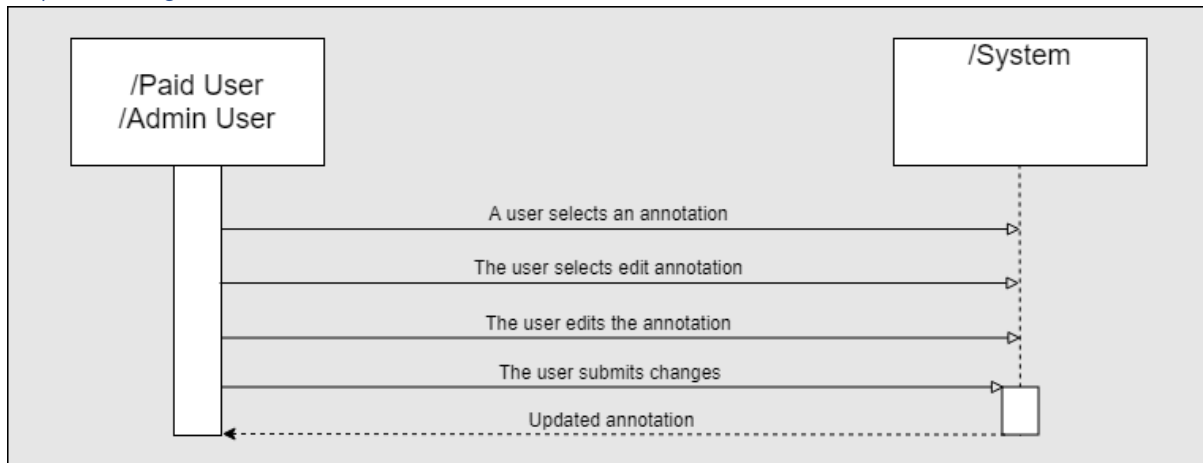 /Paid User
/Admin User
/System
A user selects an annotation
The user selects edit annotation
The user edits the annotation
The user submits changes
Updated annotation